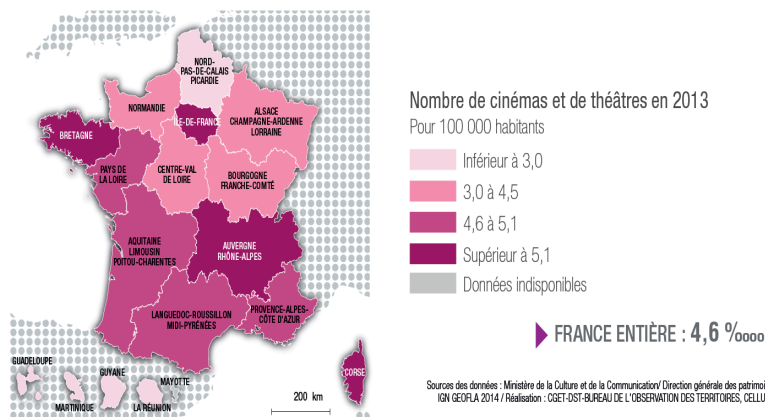 NORD-
PAS-DE-CALAIS
PICARDIE
NORMANDIE
ÎLE-DE-FRANCE
ALSACE
CHAMPAGNE-ARDENNE
LORRAINE
BRETAGNE
PAYS DE
LA LOIRE
CENTRE-VAL
DE LOIRE
BOURGOGNE
FRANCHE-COMTÉ
AQUITAINE
LIMOUSIN
POITOU-CHARENTES
AUVERGNE
RHÔNE-ALPES
LANGUEDOC-ROUSSILLON
MIDI-PYRÉNÉES
PROVENCE-ALPES-
CÔTE D'AZUR
CORSE
GUADELOUPE
MARTINIQUE
GUYANE
LA RÉUNION
MAYOTTE
200 km
Nombre de cinémas et de théâtres en 2013
Pour 100 000 habitants
Inférieur à 3,0
3,0 à 4,5
4,6 à 5,1
Supérieur à 5,1
Données indisponibles
FRANCE ENTIÈRE : 4,6 %oooo
Sources des données : Ministère de la Culture et de la Communication/ Direction générale des patrimoi
IGN GEOFLA 2014 / Réalisation : CGET-DST-BUREAU DE L'OBSERVATION DES TERRITOIRES, CELLU